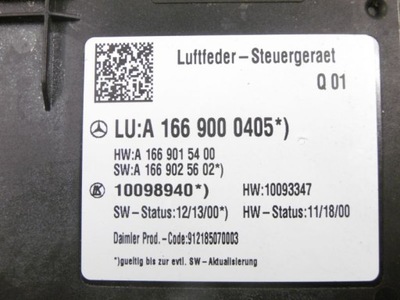 Luftfeder-Steuergeraet
Q 01
LU:A 166 900 0405*)
HW:A 166 901 54 00
SW:A 166 902 56 02*)
10098940*) HW:10093347
SW-Status:12/13/00*) HW-Status:11/18/00
Daimler Prod.-Code:912185070003
*)gueltig bis zur evtl. SW-Aktualisierung